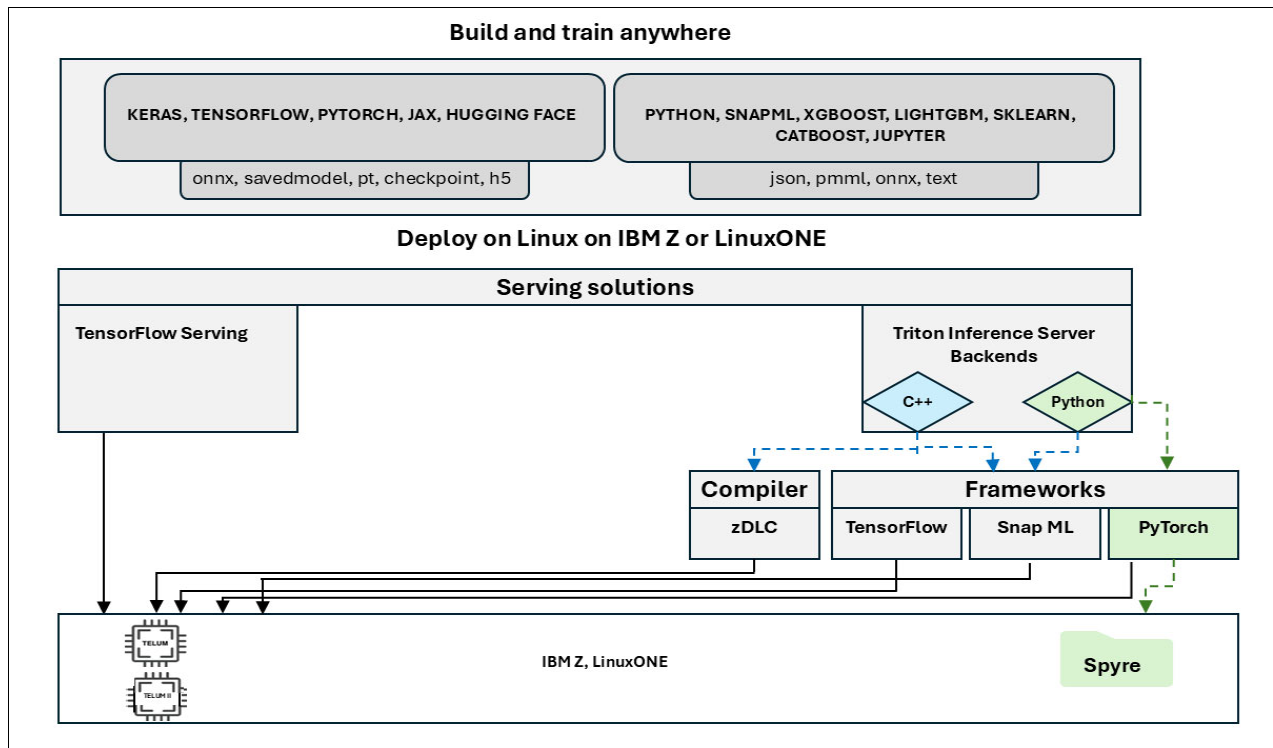 Build and train anywhere
KERAS, TENSORFLOW, PYTORCH, JAX, HUGGING FACE
onnx, savedmodel, pt, checkpoint, h5
PYTHON, SNAPML, XGBOOST, LIGHTGBM, SKLEARN,
CATBOOST, JUPYTER
json, pmml, onnx, text
Deploy on Linux on IBM Z or LinuxONE
Serving solutions
TensorFlow Serving
Triton Inference Server
Backends
C++
Python
Compiler
zDLC
Frameworks
TensorFlow
Snap ML
PyTorch
TELUM
TELUM II
IBM Z, LinuxONE
Spyre